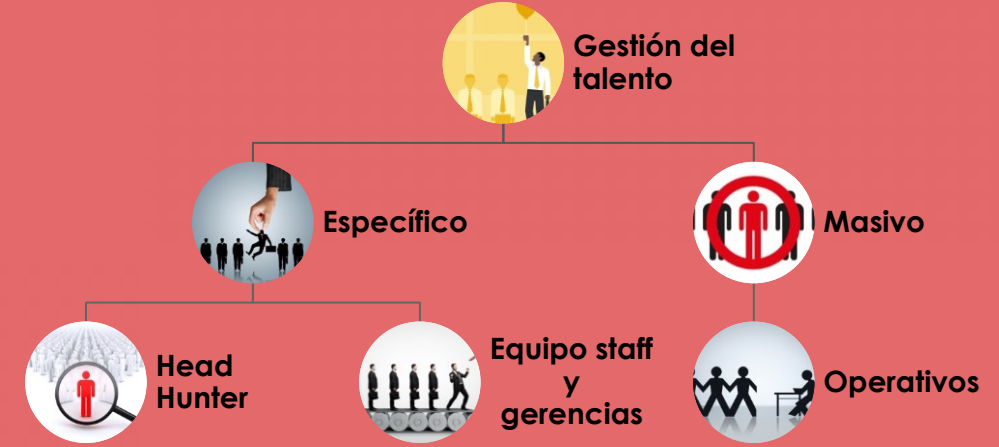 Gestión del
talento
Específico
Masivo
Head
Hunter
Equipo staff
y
gerencias
Operativos